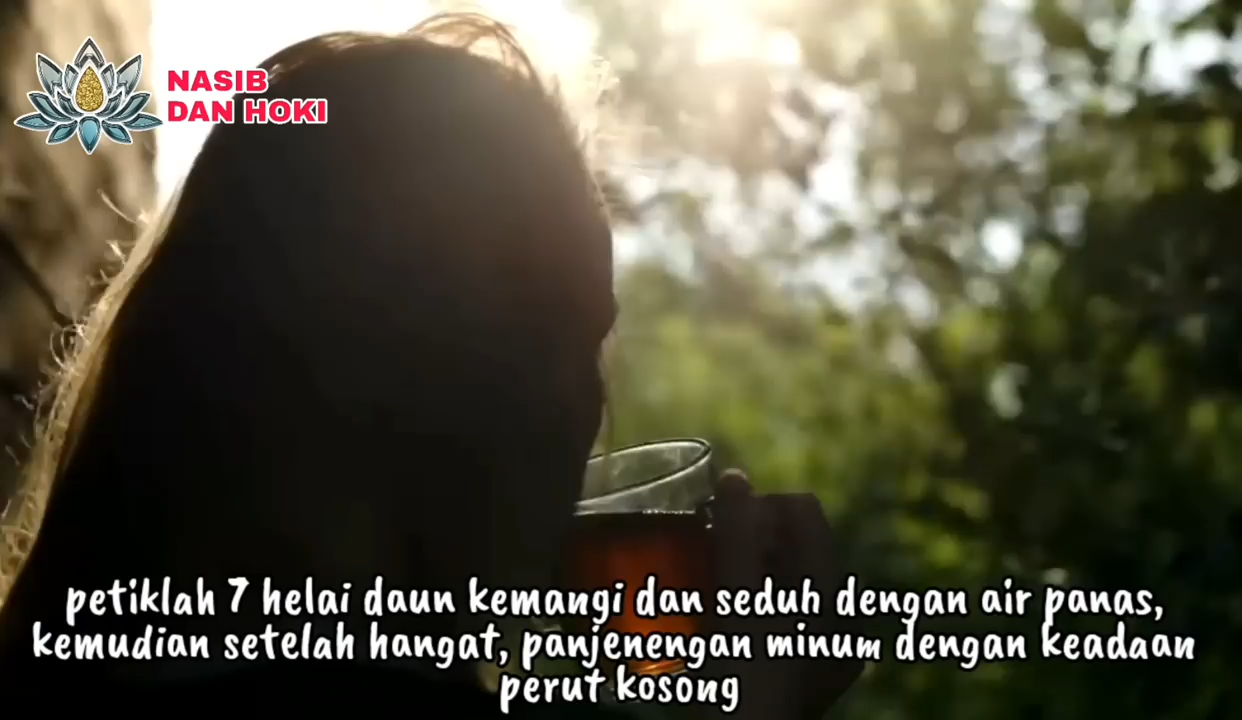 NASIB
DAN HOKI
petiklah 7 helai daun kemangi dan seduh dengan air panas,
kemudian setelah hangat, panjenengan minum dengan keadaan
perut kosong